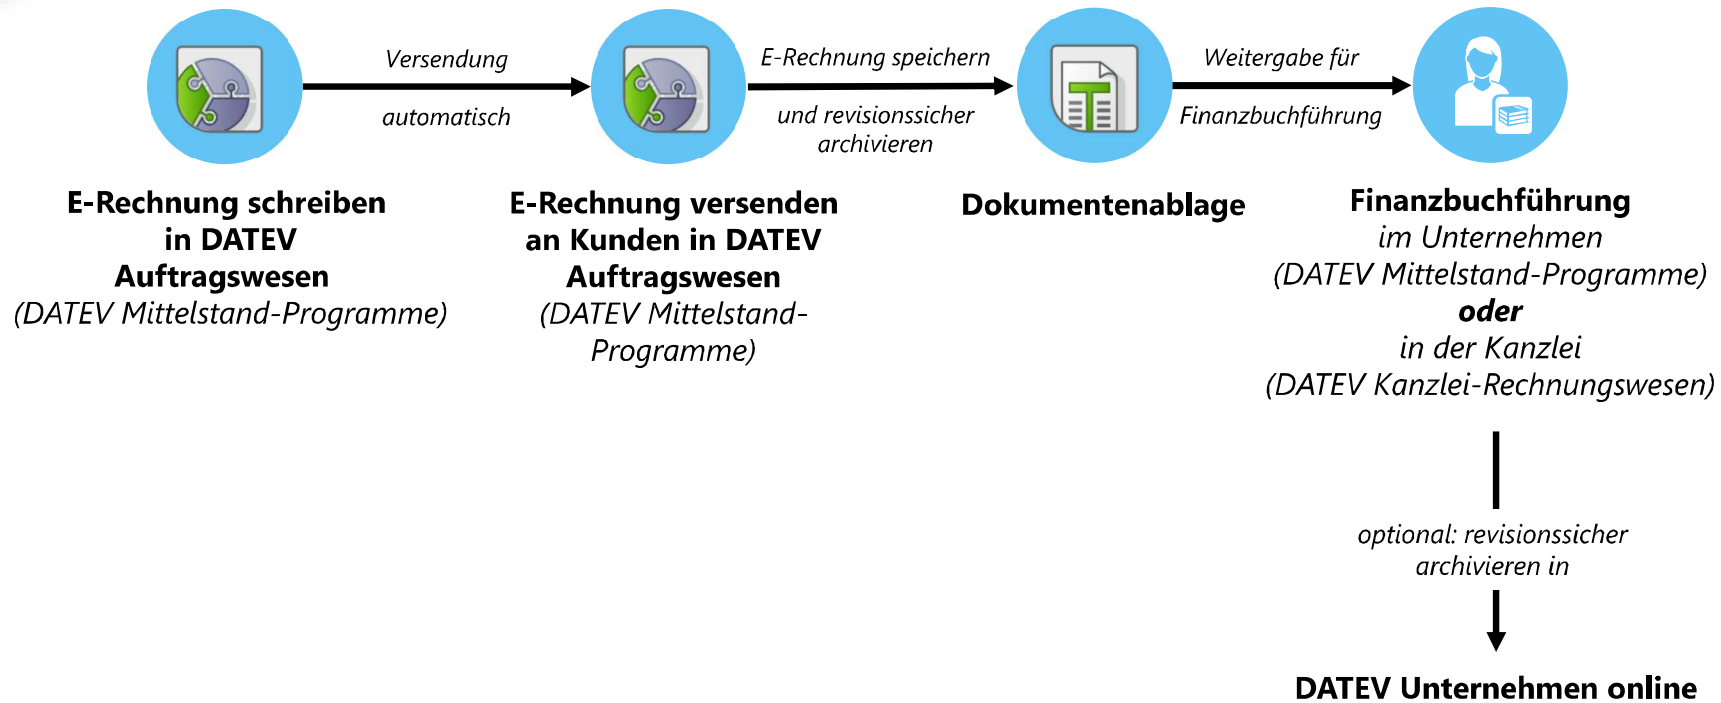 Versendung
automatisch
E-Rechnung speichern
und revisionssicher
archivieren
Weitergabe für
Finanzbuchführung
E-Rechnung schreiben
in DATEV
Auftragswesen
(DATEV Mittelstand-Programme)
E-Rechnung versenden
an Kunden in DATEV
Auftragswesen
(DATEV Mittelstand-
Programme)
Dokumentenablage
Finanzbuchführung
im Unternehmen
(DATEV Mittelstand-Programme)
oder
in der Kanzlei
(DATEV Kanzlei-Rechnungswesen)
optional: revisionssicher
archivieren in
DATEV Unternehmen online